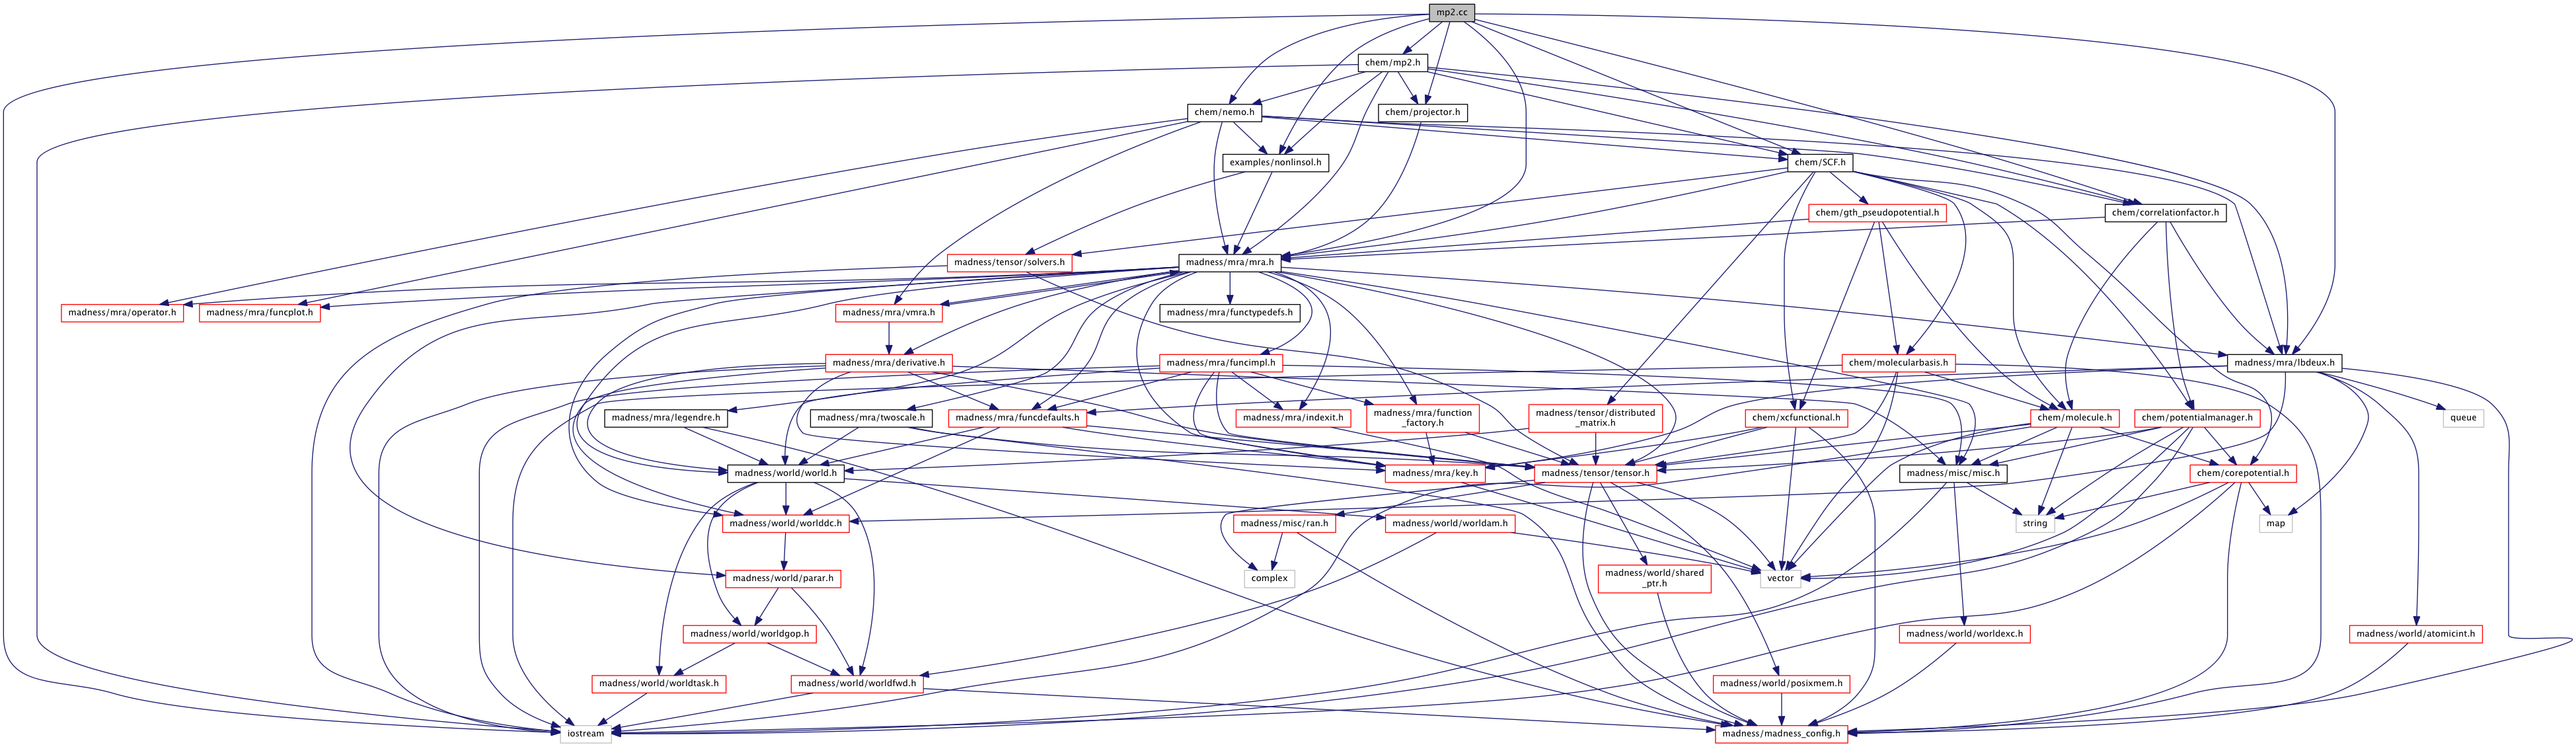 mp2.cc
chem/mp2.h
chem/nemo.h
chem/projector.h
examples/nonlinsol.h
chem/SCF.h
chem/gth_pseudopotential.h
chem/correlationfactor.h
madness/tensor/solvers.h
madness/mra/mra.h
madness/mra/operator.h
madness/mra/funcplot.h
madness/mra/vmra.h
madness/mra/functypedefs.h
madness/mra/derivative.h
madness/mra/funcimpl.h
chem/molecularbasis.h
madness/mra/lbdeux.h
madness/mra/legendre.h
madness/mra/twoscale.h
madness/mra/funcdefaults.h
madness/mra/indexit.h
madness/mra/function
_factory.h
madness/tensor/distributed
_matrix.h
chem/xcfunctional.h
chem/molecule.h
chem/potentialmanager.h
queue
madness/world/world.h
madness/mra/key.h
madness/tensor/tensor.h
madness/misc/misc.h
chem/corepotential.h
madness/world/worlddc.h
madness/world/worldam.h
madness/misc/ran.h
string
map
madness/world/parar.h
complex
madness/world/shared
_ptr.h
vector
madness/world/worldgop.h
madness/world/worldexc.h
madness/world/atomicint.h
madness/world/worldtask.h
madness/world/worldfwd.h
madness/world/posixmem.h
iostream
madness/madness_config.h